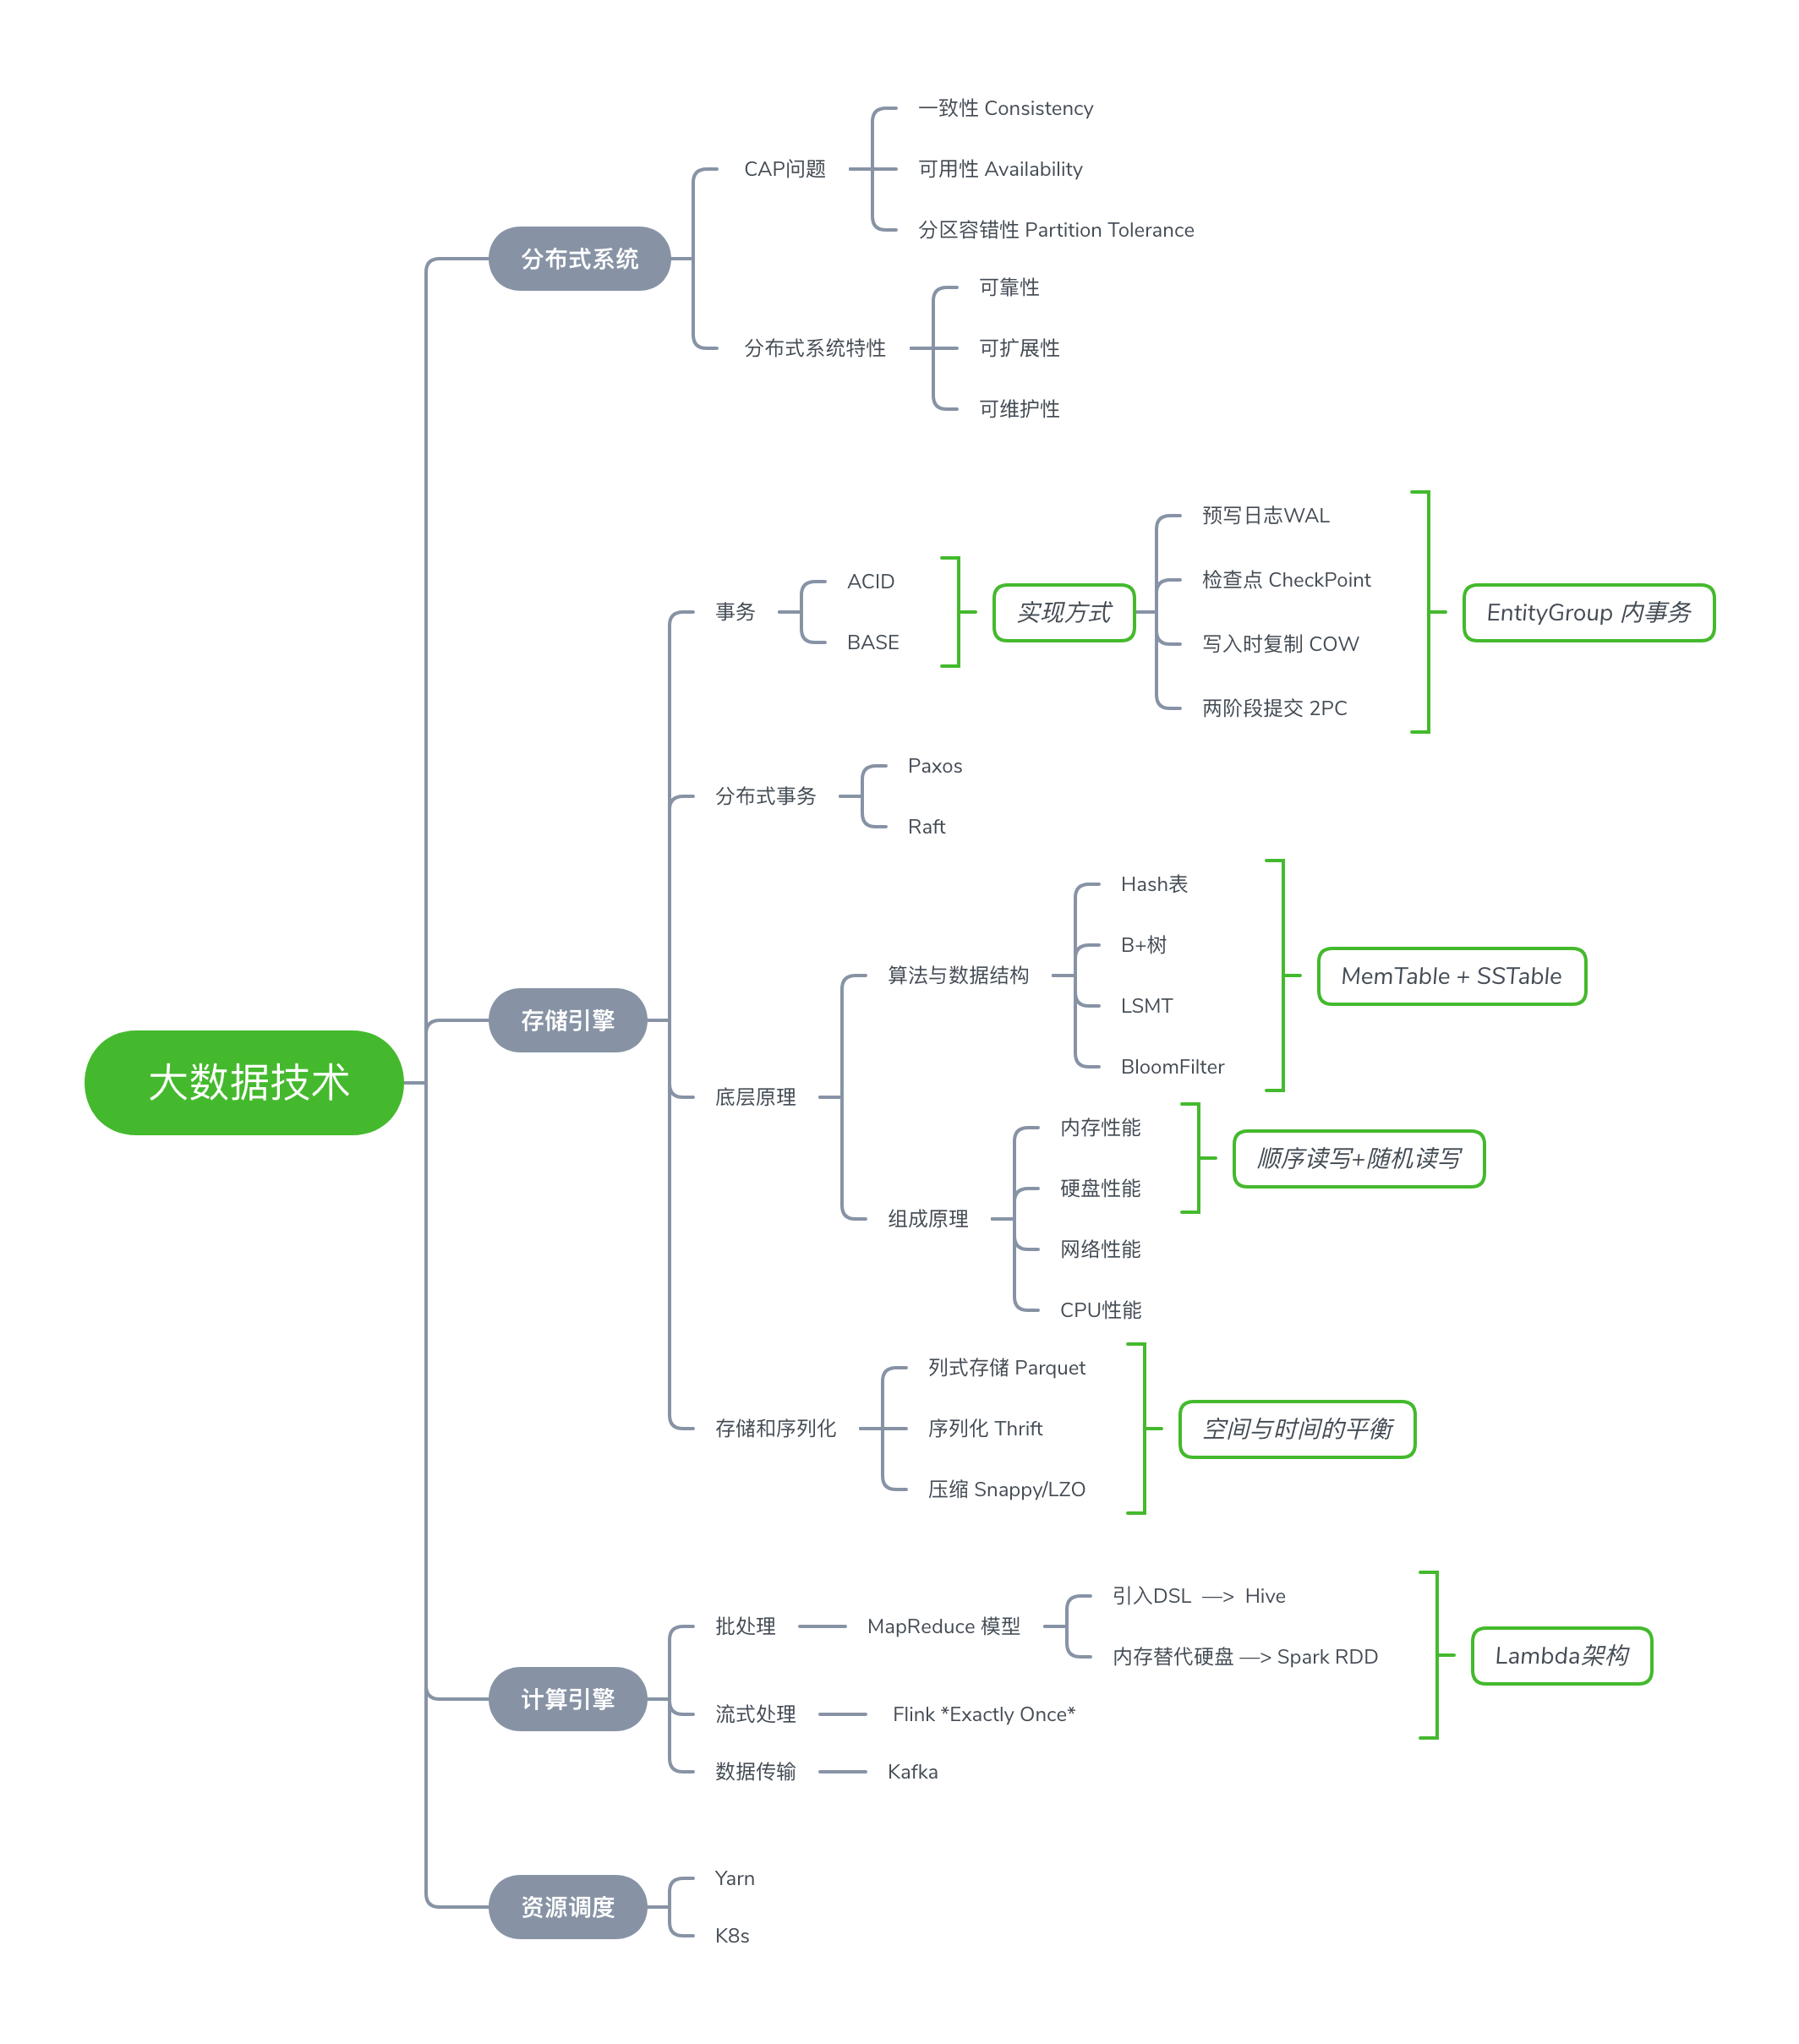 大数据技术
分布式系统
CAP问题
一致性 Consistency
可用性 Availability
分区容错性 Partition Tolerance
分布式系统特性
可靠性
可扩展性
可维护性
存储引擎
事务
ACID
BASE
实现方式
预写日志WAL
检查点 CheckPoint
写入时复制 COW
两阶段提交 2PC
EntityGroup 内事务
分布式事务
Paxos
Raft
底层原理
算法与数据结构
Hash表
B+树
LSMT
BloomFilter
MemTable + SSTable
组成原理
内存性能
硬盘性能
网络性能
CPU性能
顺序读写+随机读写
存储和序列化
列式存储 Parquet
序列化 Thrift
压缩 Snappy/LZO
空间与时间的平衡
计算引擎
批处理
MapReduce 模型
引入DSL —> Hive
内存替代硬盘 —> Spark RDD
流式处理
Flink *Exactly Once*
数据传输
Kafka
Lambda架构
资源调度
Yarn
K8s